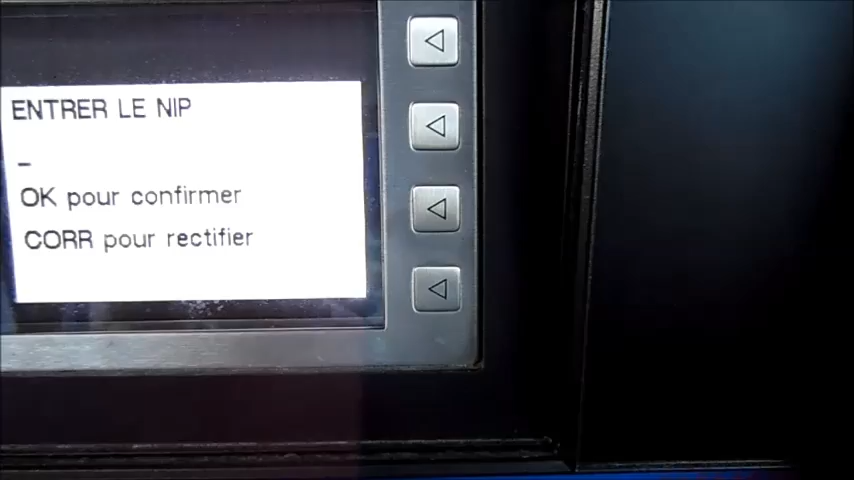 ENTRER LE NIP
_
OK pour confirmer
CORR pour rectifier